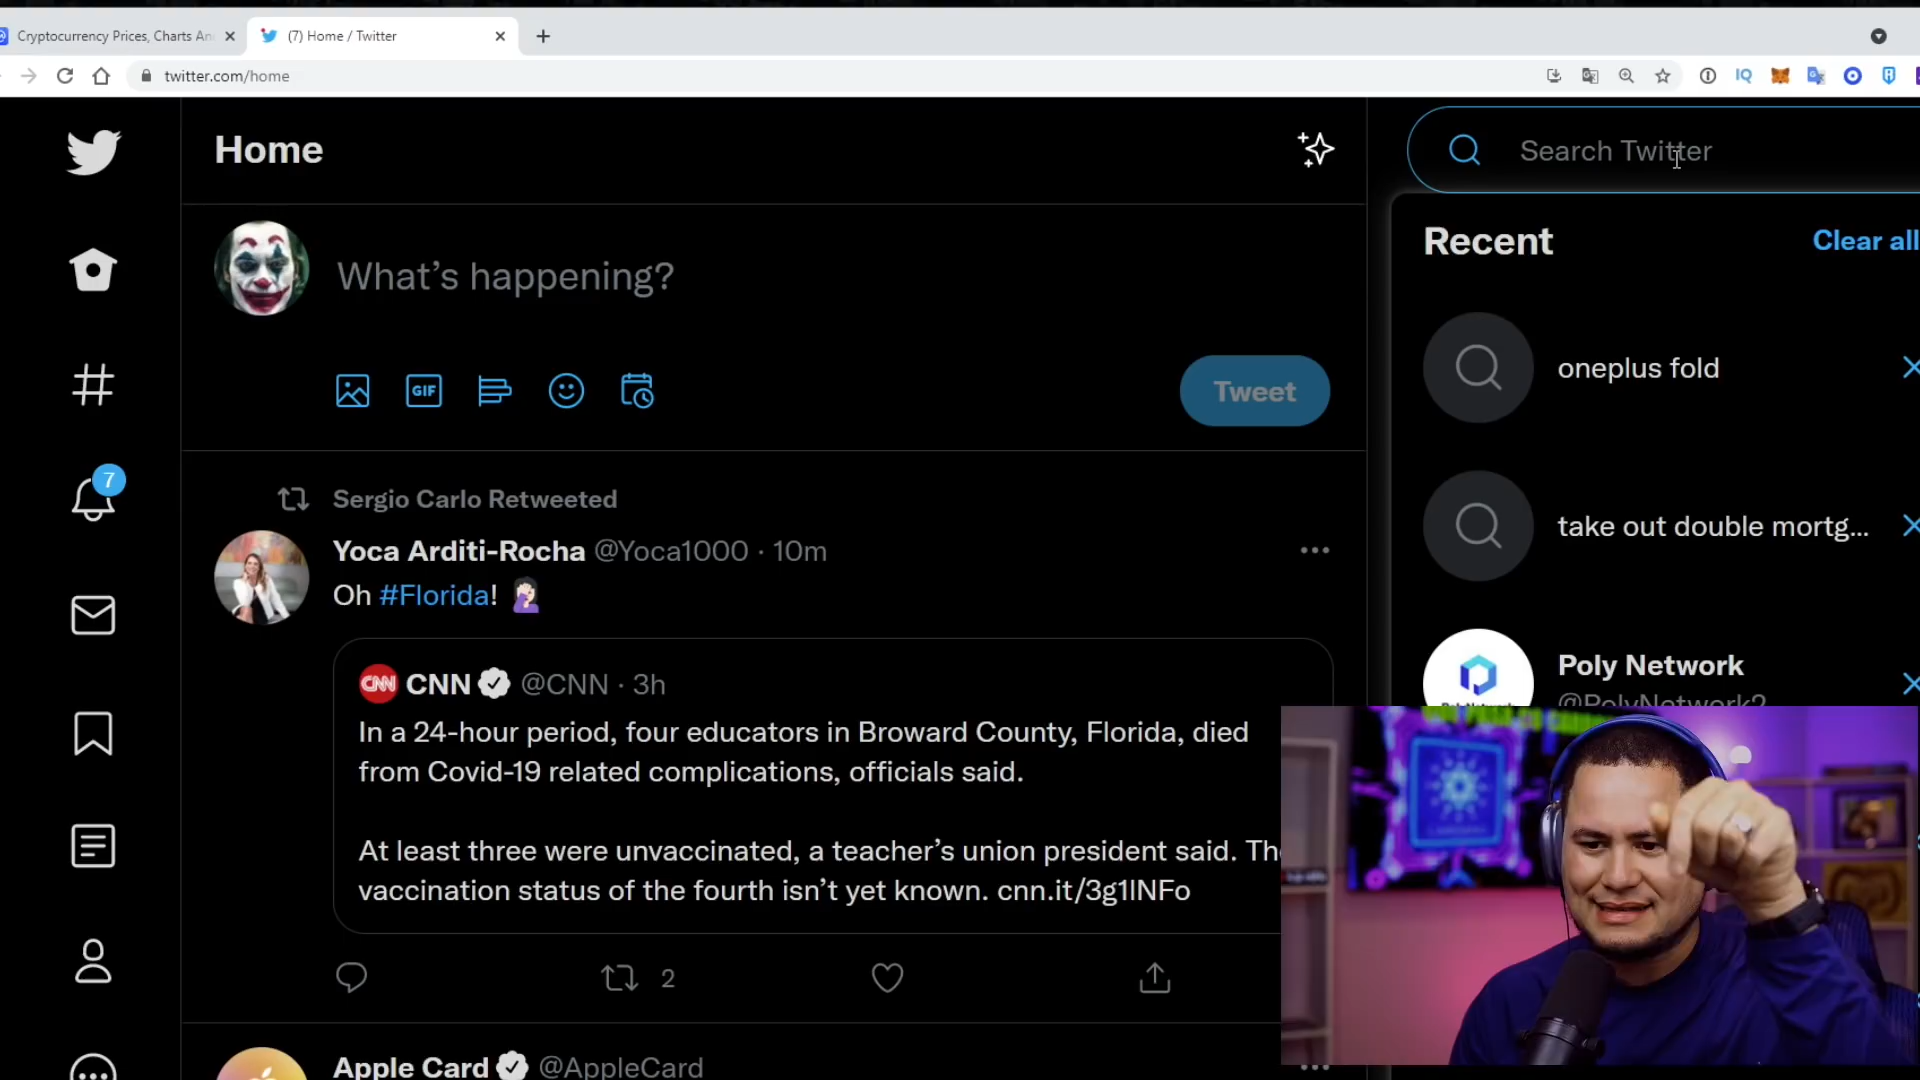 Cryptocurrency Prices, Charts An
(7) Home / Twitter
twitter.com/home
IQ
Home
Search Twitter
Recent
Clear all
What's happening?
oneplus fold
GIF
Tweet
take out double mortg...
7
Sergio Carlo Retweeted
Yoca Arditi-Rocha @Yoca1000 · 10m
Oh #Florida!
Poly Network
@PolyNetwork2
CNN CNN @CNN · 3h
In a 24-hour period, four educators in Broward County, Florida, died
from Covid-19 related complications, officials said.
At least three were unvaccinated, a teacher's union president said. Th
vaccination status of the fourth isn't yet known. cnn.it/3g1lNFo
2
Apple Card @AppleCard